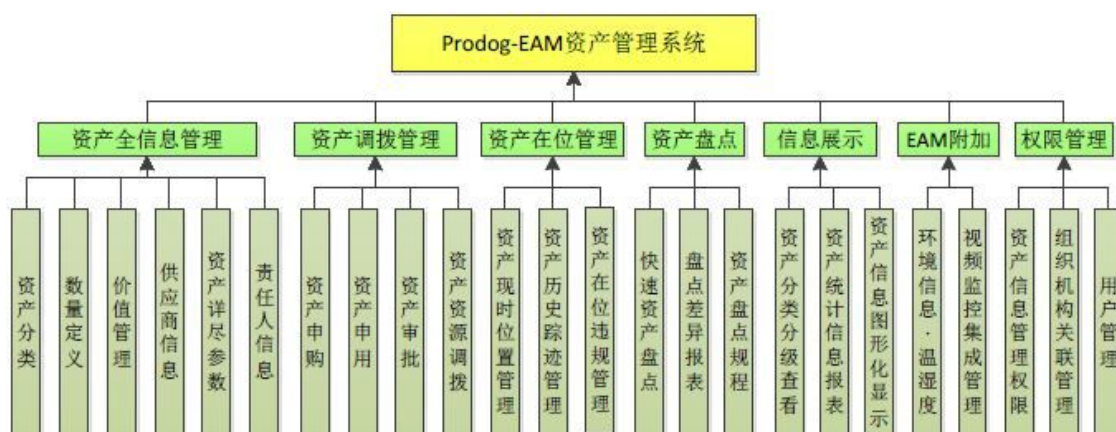 Prodog-EAM资产管理系统
资产全信息管理
资产调拨管理
资产在位管理
资产盘点
信息展示
EAM附加
权限管理
资产分类
数量定义
价值管理
供应商信息
资产详尽参数
责任人信息
资产申购
资产申用
资产审批
资产资源调拨
资产现时位置管理
资产历史踪迹管理
资产在位违规管理
快速资产盘点
盘点差异报表
资产盘点规程
资产分类分级查看
资产统计信息报表
资产信息图形化显示
环境信息·温湿度
视频监控集成管理
资产信息管理权限
组织机构关联管理
用户管理